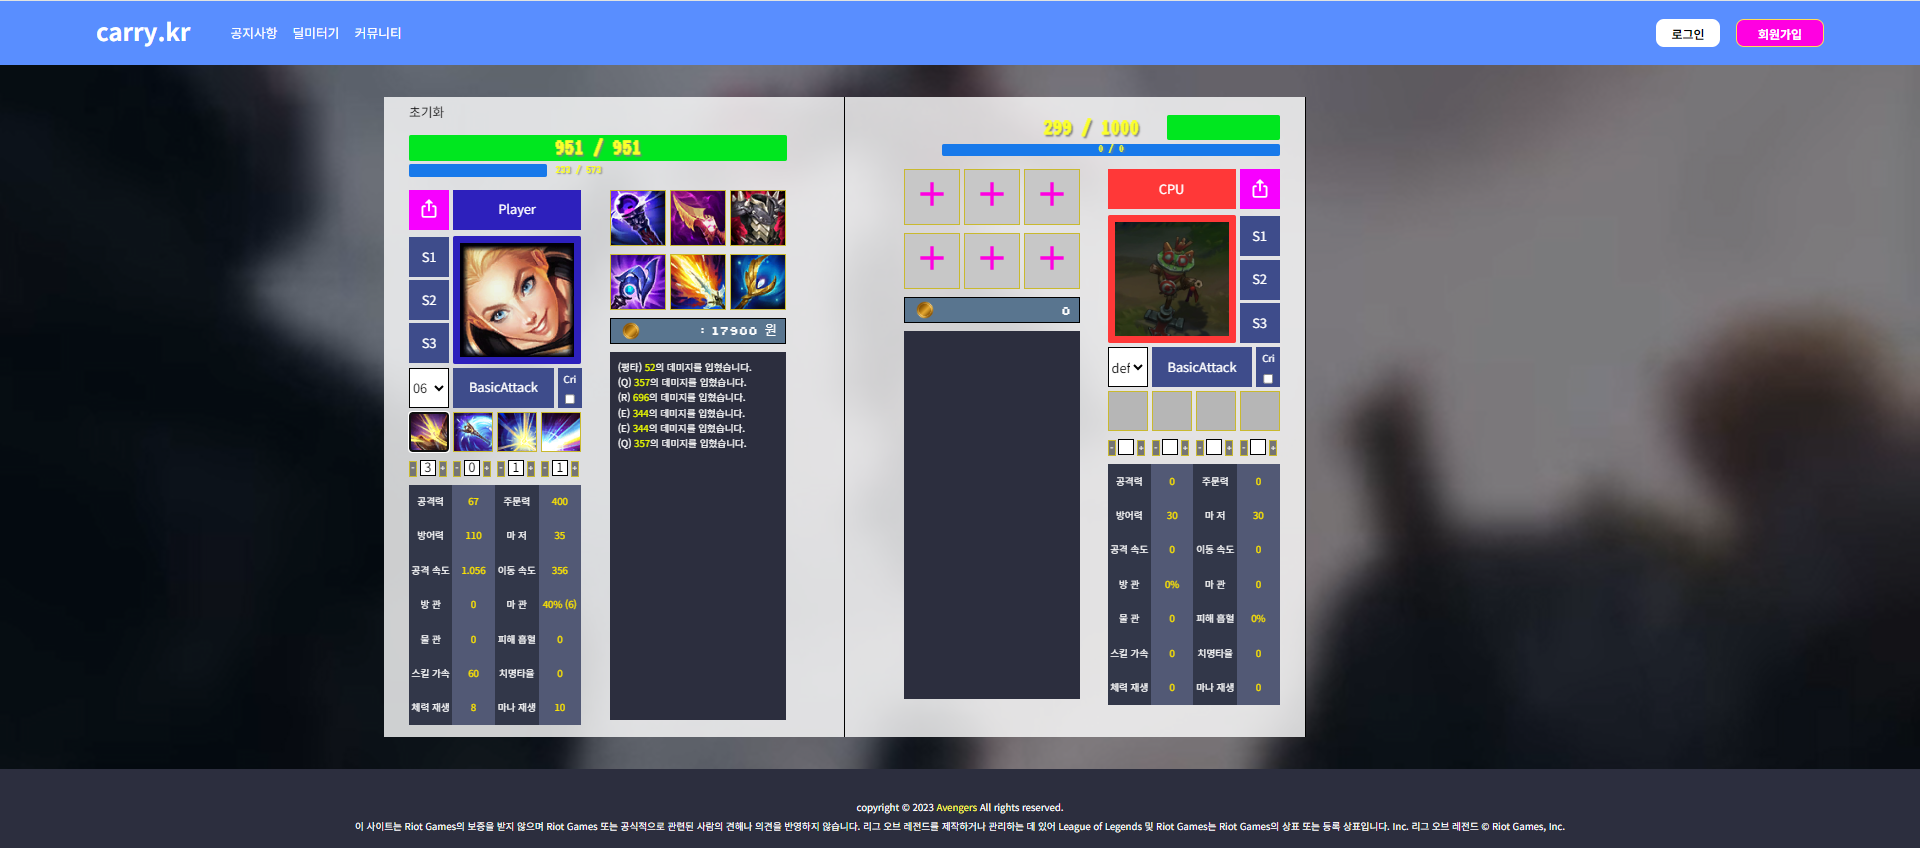 carry.kr 공지사항 딜미터기 커뮤니티 로그인 회원가입
초기화
951 / 951
233 / 573
Player
S1
S2
S3
06 BasicAttack Cri
- 3 + - 0 + - 1 + - 1 +
공격력 67 주문력 400
방어력 110 마 저 35
공격 속도 1.056 이동 속도 356
방 관 0 마 관 40% (6)
물 관 0 피해 흡혈 0
스킬 가속 60 치명타율 0
체력 재생 8 마나 재생 10
: 17900 원
(평타) 52의 데미지를 입혔습니다.
(Q) 357의 데미지를 입혔습니다.
(R) 696의 데미지를 입혔습니다.
(E) 344의 데미지를 입혔습니다.
(E) 344의 데미지를 입혔습니다.
(Q) 357의 데미지를 입혔습니다.
299 / 1000
0 / 0
0
CPU
S1
S2
S3
def BasicAttack Cri
- + - + - + - +
공격력 0 주문력 0
방어력 30 마 저 30
공격 속도 0 이동 속도 0
방 관 0% 마 관 0
물 관 0 피해 흡혈 0%
스킬 가속 0 치명타율 0
체력 재생 0 마나 재생 0
copyright © 2023 Avengers All rights reserved.
이 사이트는 Riot Games의 보증을 받지 않으며 Riot Games 또는 공식적으로 관련된 사람의 견해나 의견을 반영하지 않습니다. 리그 오브 레전드를 제작하거나 관리하는 데 있어 League of Legends 및 Riot Games는 Riot Games의 상표 또는 등록 상표입니다. Inc. 리그 오브 레전드 © Riot Games, Inc.